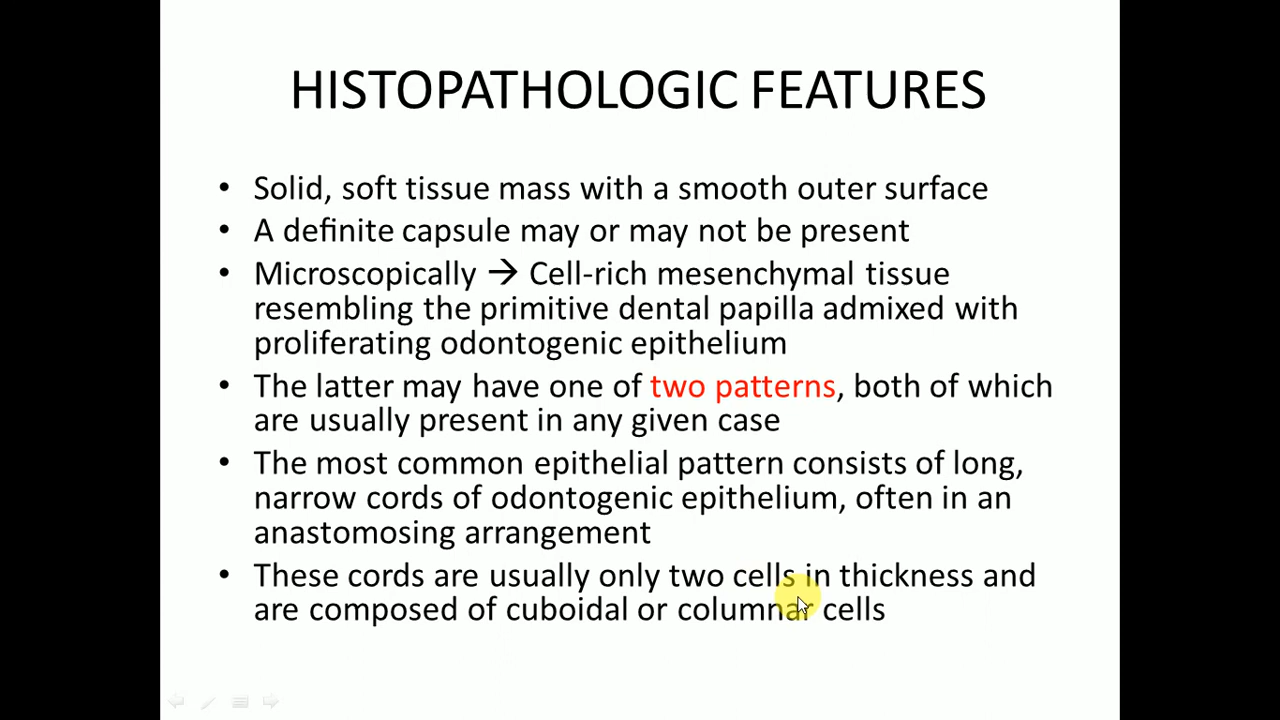 HISTOPATHOLOGIC FEATURES
• Solid, soft tissue mass with a smooth outer surface
• A definite capsule may or may not be present
• Microscopically → Cell-rich mesenchymal tissue
resembling the primitive dental papilla admixed with
proliferating odontogenic epithelium
• The latter may have one of two patterns, both of which
are usually present in any given case
• The most common epithelial pattern consists of long,
narrow cords of odontogenic epithelium, often in an
anastomosing arrangement
• These cords are usually only two cells in thickness and
are composed of cuboidal or columnar cells